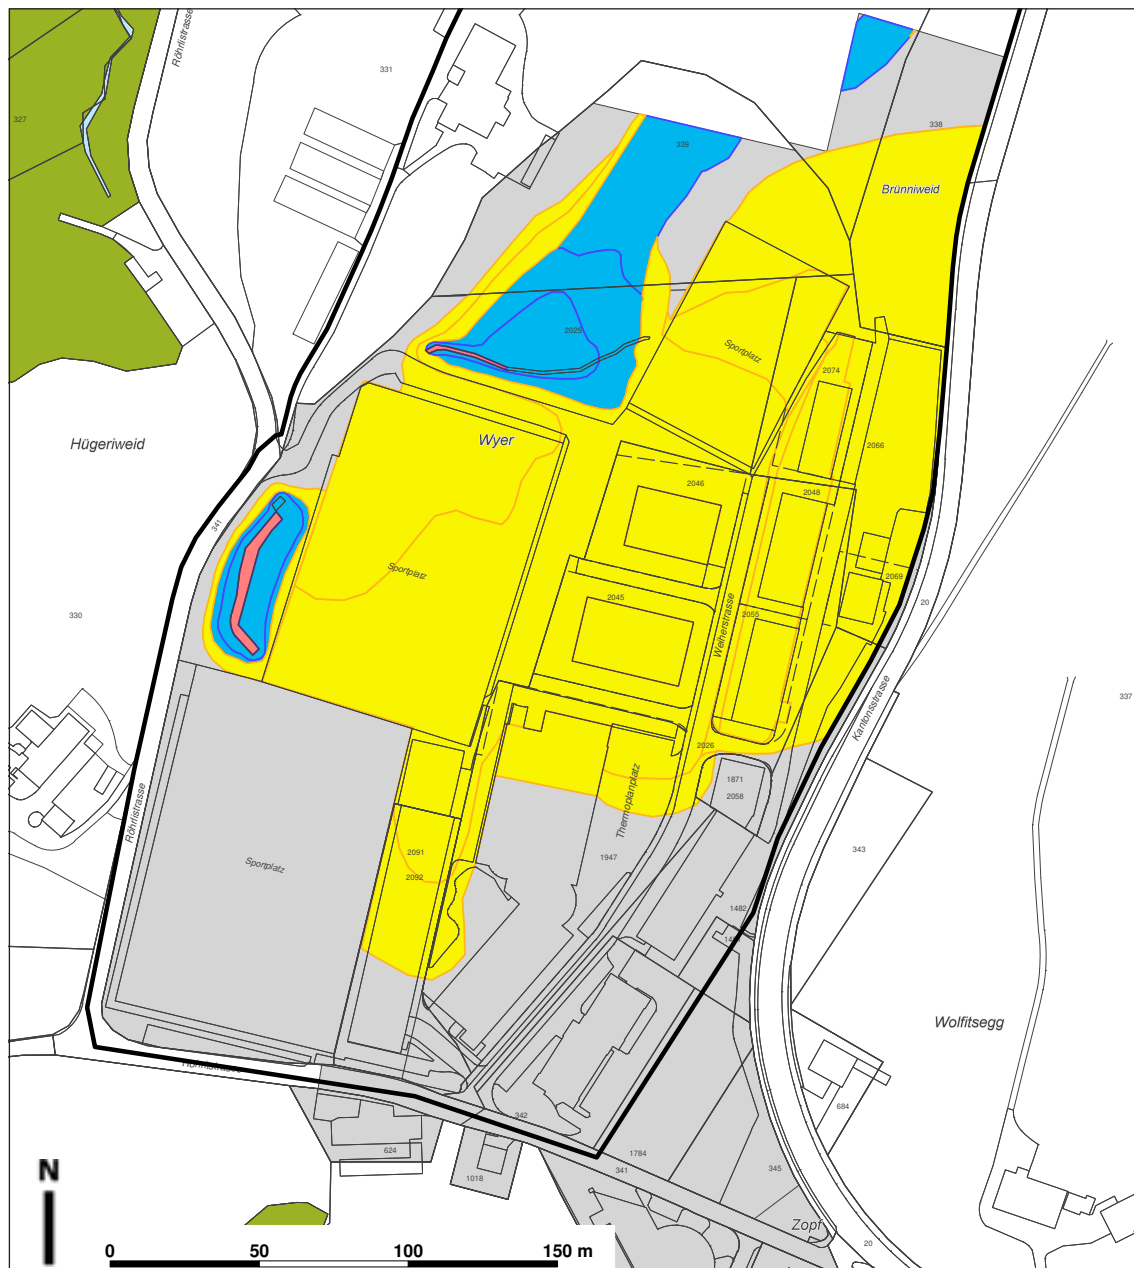 Röhrlistrasse
331
327
338
339
Brünniweid
2025
Sportplatz
2074
Hügeriweid
Wyer
2066
2046
2048
341
Sportplatz
2069
330
2045
20
2055
Weiherstrasse
337
Kantonsstrasse
2026
1871
2058
Thermoplanplatz
Röhrlistrasse
2091
1947
343
Sportplatz
2092
1482
Wolfitsegg
342
684
624
1784
341
345
1018
Zopf
20
N
0
50
100
150 m